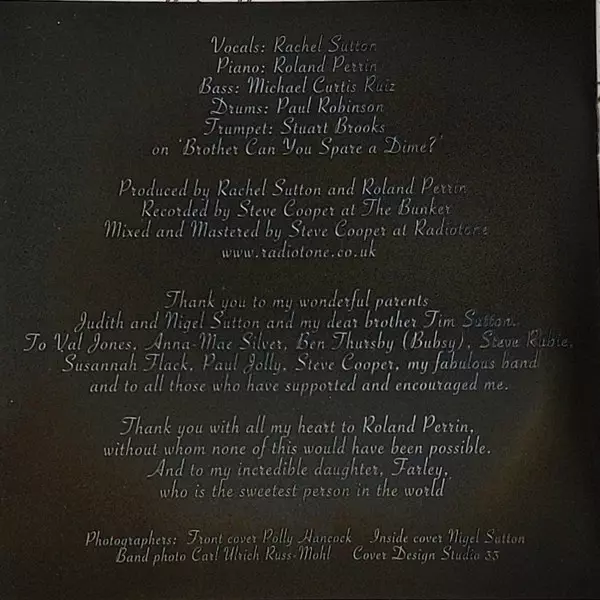 Vocals: Rachel Sutton
Piano: Roland Perrin
Bass: Michael Curtis Ruiz
Drums: Paul Robinson
Trumpet: Stuart Brooks
on 'Brother Can You Spare a Dime?'
Produced by Rachel Sutton and Roland Perrin
Recorded by Steve Cooper at The Bunker
Mixed and Mastered by Steve Cooper at Radiotone
www.radiotone.co.uk
Thank you to my wonderful parents
Judith and Nigel Sutton and my dear brother Tim Sutton.
To Val Jones, Anna-Mae Silver, Ben Thursby (Bubsy), Steve Rubie,
Susannah Flack, Paul Jolly, Steve Cooper, my fabulous band
and to all those who have supported and encouraged me.
Thank you with all my heart to Roland Perrin,
without whom none of this would have been possible.
And to my incredible daughter, Farley,
who is the sweetest person in the world
Photographers: Front cover Polly Hancock Inside cover Nigel Sutton
Band photo Carl Ulrich Russ-Mohl Cover Design Studio 33